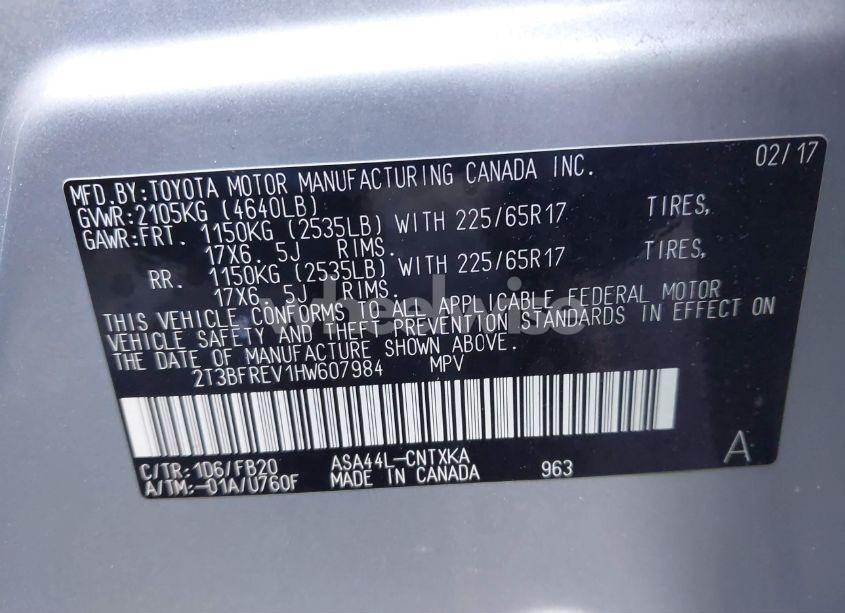 02/17
MFD.BY:TOYOTA MOTOR MANUFACTURING CANADA INC.
GVWR:2105KG (4640LB)
GAWR:FRT. 1150KG (2535LB) WITH 225/65R17 TIRES,
17X6. 5J RIMS.
RR. 1150KG (2535LB) WITH 225/65R17 TIRES,
17X6. 5J RIMS.
THIS VEHICLE CONFORMS TO ALL APPLICABLE FEDERAL MOTOR
VEHICLE SAFETY AND THEFT PREVENTION STANDARDS IN EFFECT ON
THE DATE OF MANUFACTURE SHOWN ABOVE.
2T3BFREV1HW607984 MPV
C/TR:1D6/FB20 ASA44L-CNTXKA
A/TM:-01A/U760F MADE IN CANADA 963
A
wheelwise